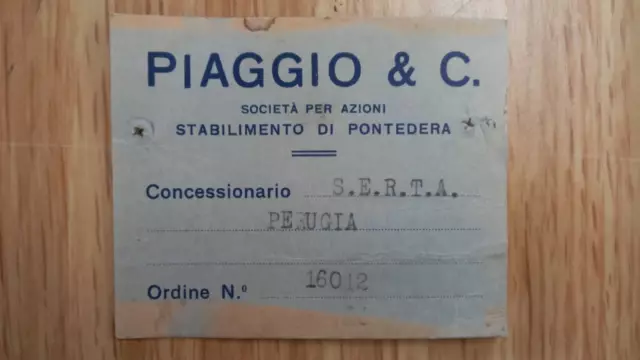 PIAGGIO & C.
SOCIETÀ PER AZIONI
STABILIMENTO DI PONTEDERA
Concessionario S.E.R.T.A.
PERUGIA
Ordine N.º 16012